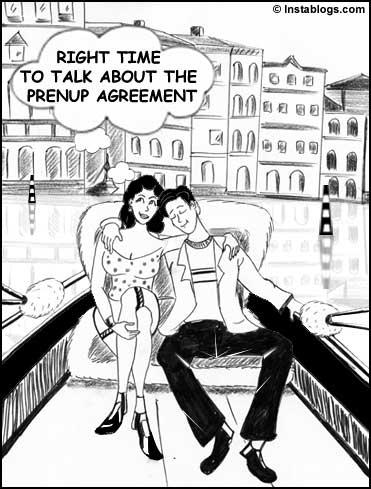 © Instablogs.com
RIGHT TIME
TO TALK ABOUT THE
PRENUP AGREEMENT